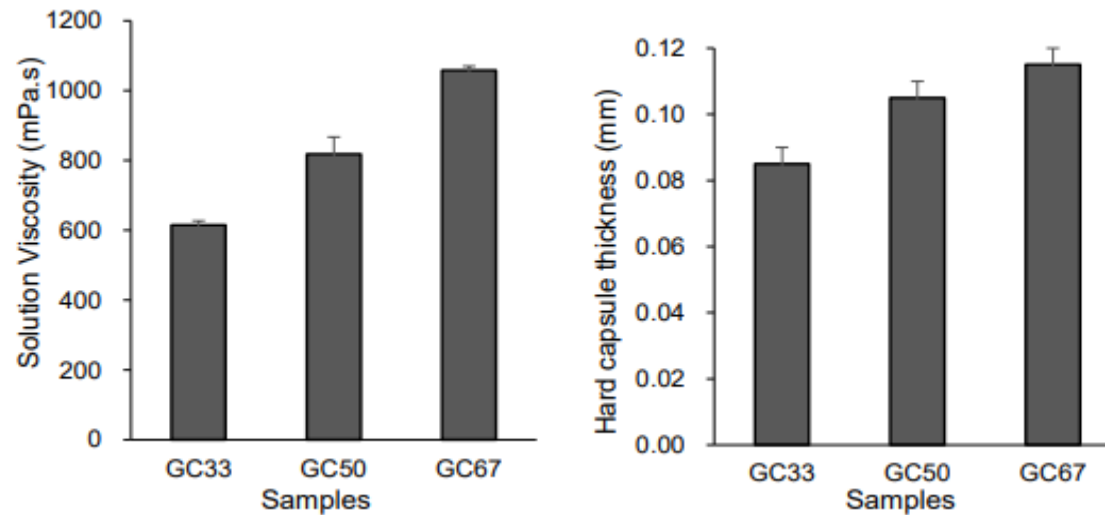 Solution Viscosity (mPa.s)
1200
1000
800
600
400
200
0
GC33 GC50 GC67
Samples
Hard capsule thickness (mm)
0.12
0.10
0.08
0.06
0.04
0.02
0.00
GC33 GC50 GC67
Samples